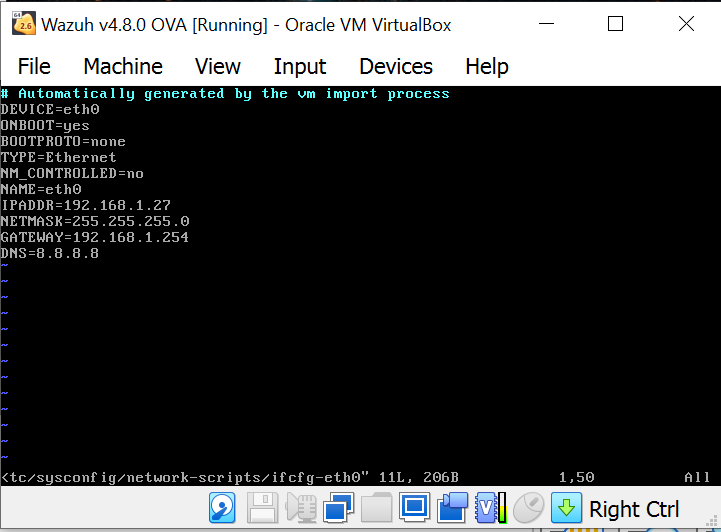 64
2.6
Wazuh v4.8.0 OVA [Running] - Oracle VM VirtualBox
File Machine View Input Devices Help
# Automatically generated by the vm import process
DEVICE=eth0
ONBOOT=yes
BOOTPROTO=none
TYPE=Ethernet
NM_CONTROLLED=no
NAME=eth0
IPADDR=192.168.1.27
NETMASK=255.255.255.0
GATEWAY=192.168.1.254
DNS=8.8.8.8
~
~
~
~
~
~
~
~
~
~
~
~
~
<tc/sysconfig/network-scripts/ifcfg-eth0" 11L, 206B 1,50 All
V
Right Ctrl